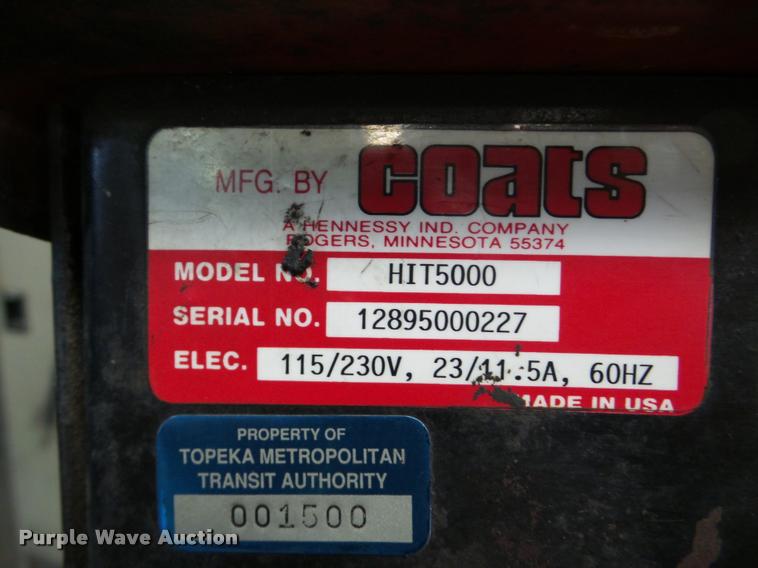 MFG. BY coats
A HENNESSY IND. COMPANY
ROGERS, MINNESOTA 55374
MODEL NO. HIT5000
SERIAL NO. 12895000227
ELEC. 115/230V, 23/11.5A, 60HZ
MADE IN USA
PROPERTY OF
TOPEKA METROPOLITAN
TRANSIT AUTHORITY
001500
Purple Wave Auction